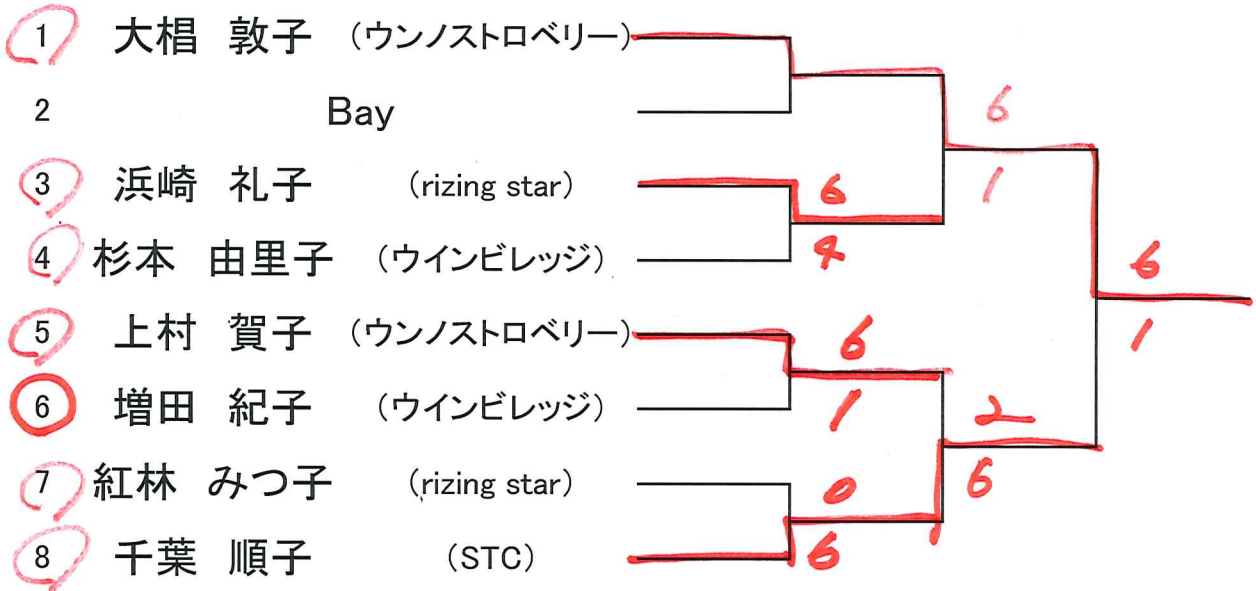 1 大椙 敦子 (ウンノストロベリー)
2 Bay
6
1
3 浜崎 礼子 (rizing star)
6
4
4 杉本 由里子 (ウインビレッジ)
6
1
5 上村 賀子 (ウンノストロベリー)
6
1
6 増田 紀子 (ウインビレッジ)
2
6
7 紅林 みつ子 (rizing star)
0
6
8 千葉 順子 (STC)